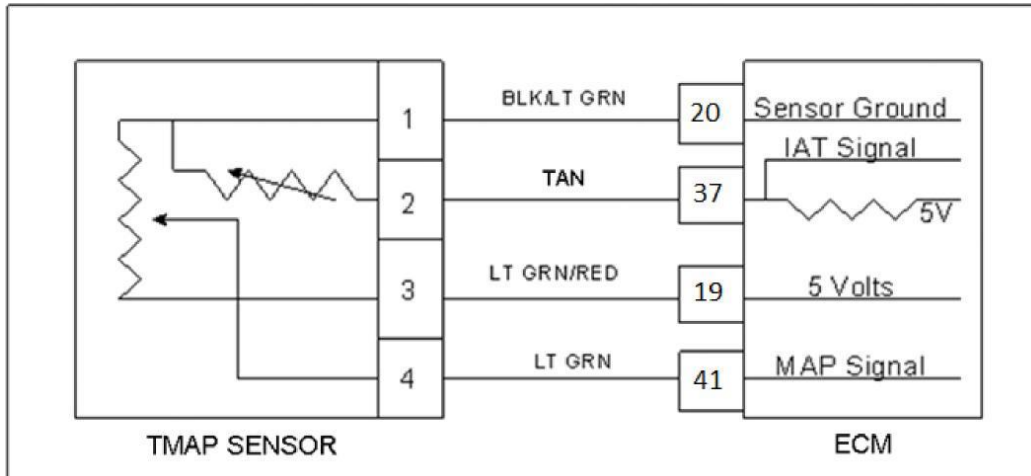 1 BLK/LT GRN 20 Sensor Ground
IAT Signal
2 TAN 37 5V
3 LT GRN/RED 19 5 Volts
4 LT GRN 41 MAP Signal
TMAP SENSOR ECM